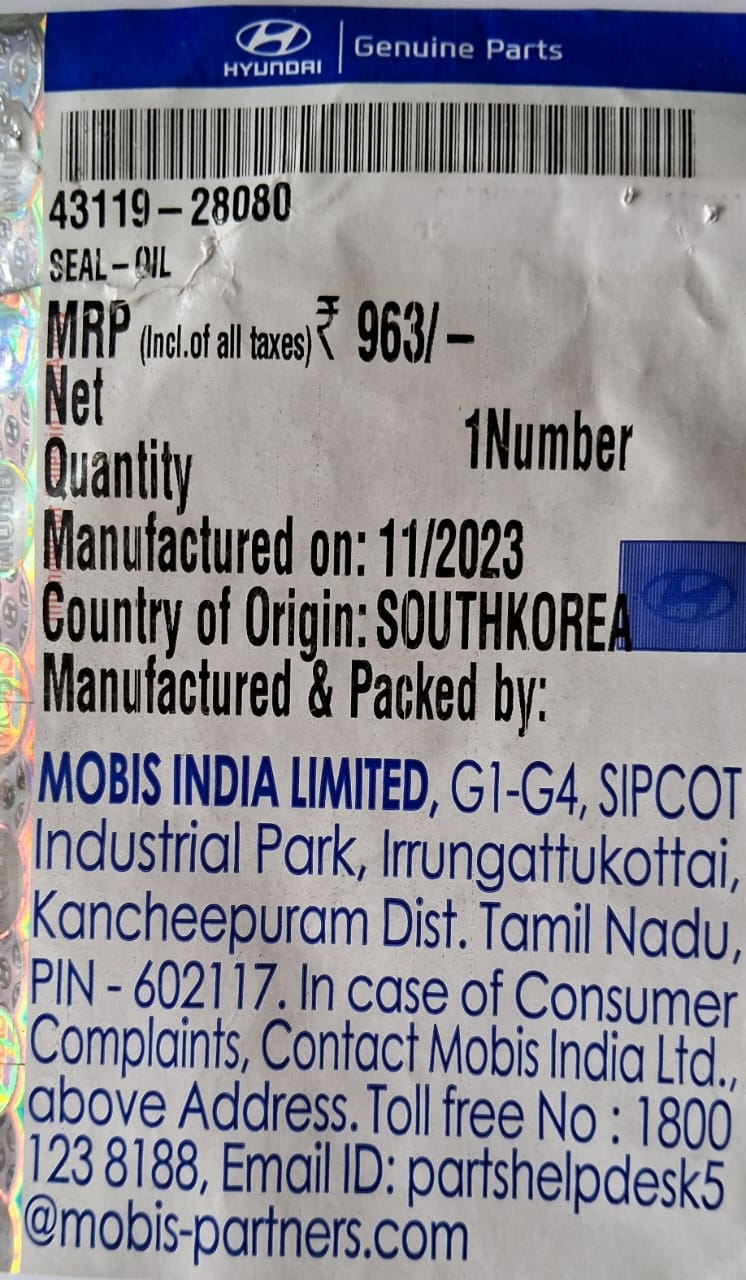 HYUNDAI | Genuine Parts
43119-28080
SEAL-OIL
MRP (Incl.of all taxes) ₹ 963/-
Net
Quantity 1Number
Manufactured on: 11/2023
Country of Origin: SOUTHKOREA
Manufactured & Packed by:
MOBIS INDIA LIMITED, G1-G4, SIPCOT
Industrial Park, Irrungattukottai,
Kancheepuram Dist. Tamil Nadu,
PIN - 602117. In case of Consumer
Complaints, Contact Mobis India Ltd.,
above Address. Toll free No : 1800
123 8188, Email ID: partshelpdesk5
@mobis-partners.com